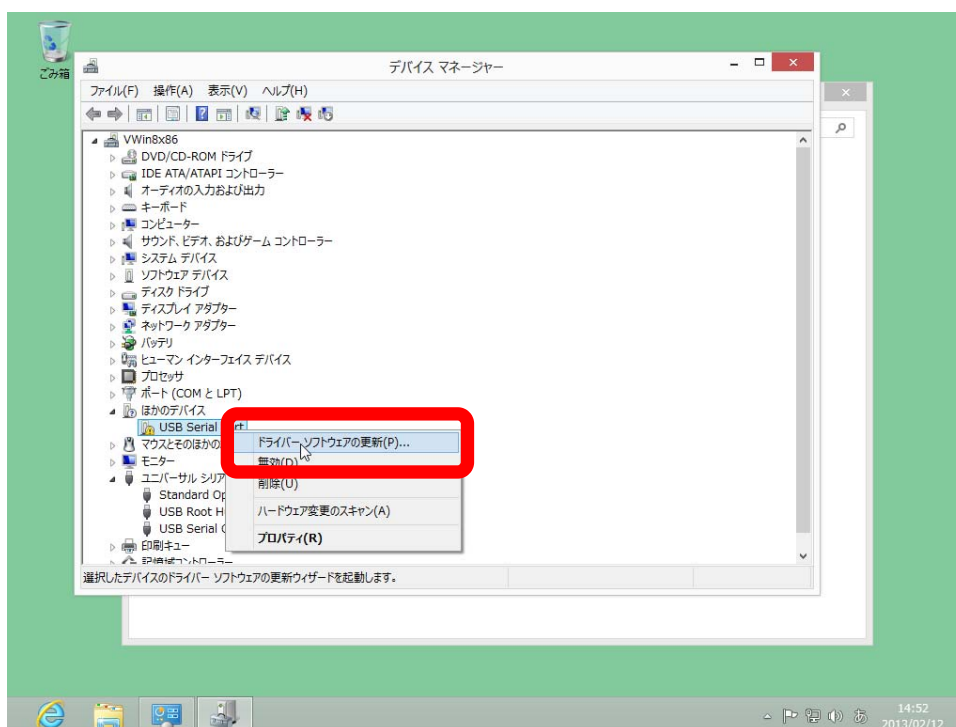 ごみ箱
デバイス マネージャー
ファイル(F) 操作(A) 表示(V) ヘルプ(H)
VWin8x86
DVD/CD-ROM ドライブ
IDE ATA/ATAPI コントローラー
オーディオの入力および出力
キーボード
コンピューター
サウンド、ビデオ、およびゲーム コントローラー
システム デバイス
ソフトウェア デバイス
ディスク ドライブ
ディスプレイ アダプター
ネットワーク アダプター
バッテリ
ヒューマン インターフェイス デバイス
プロセッサ
ポート (COM と LPT)
ほかのデバイス
USB Serial
マウスとそのほかの
モニター
ユニバーサル シリア
Standard Op
USB Root H
USB Serial C
印刷キュー
記憶域コントローラー
ドライバー ソフトウェアの更新(P)...
無効(D)
削除(U)
ハードウェア変更のスキャン(A)
プロパティ(R)
選択したデバイスのドライバー ソフトウェアの更新ウィザードを起動します。
あ
14:52
2013/02/12